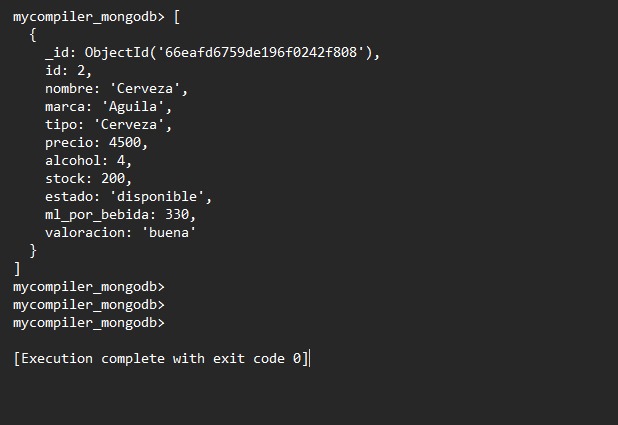 mycompiler_mongodb> [
  {
    _id: ObjectId('66eafd6759de196f0242f808'),
    id: 2,
    nombre: 'Cerveza',
    marca: 'Aguila',
    tipo: 'Cerveza',
    precio: 4500,
    alcohol: 4,
    stock: 200,
    estado: 'disponible',
    ml_por_bebida: 330,
    valoracion: 'buena'
  }
]
mycompiler_mongodb>
mycompiler_mongodb>
mycompiler_mongodb>
[Execution complete with exit code 0]